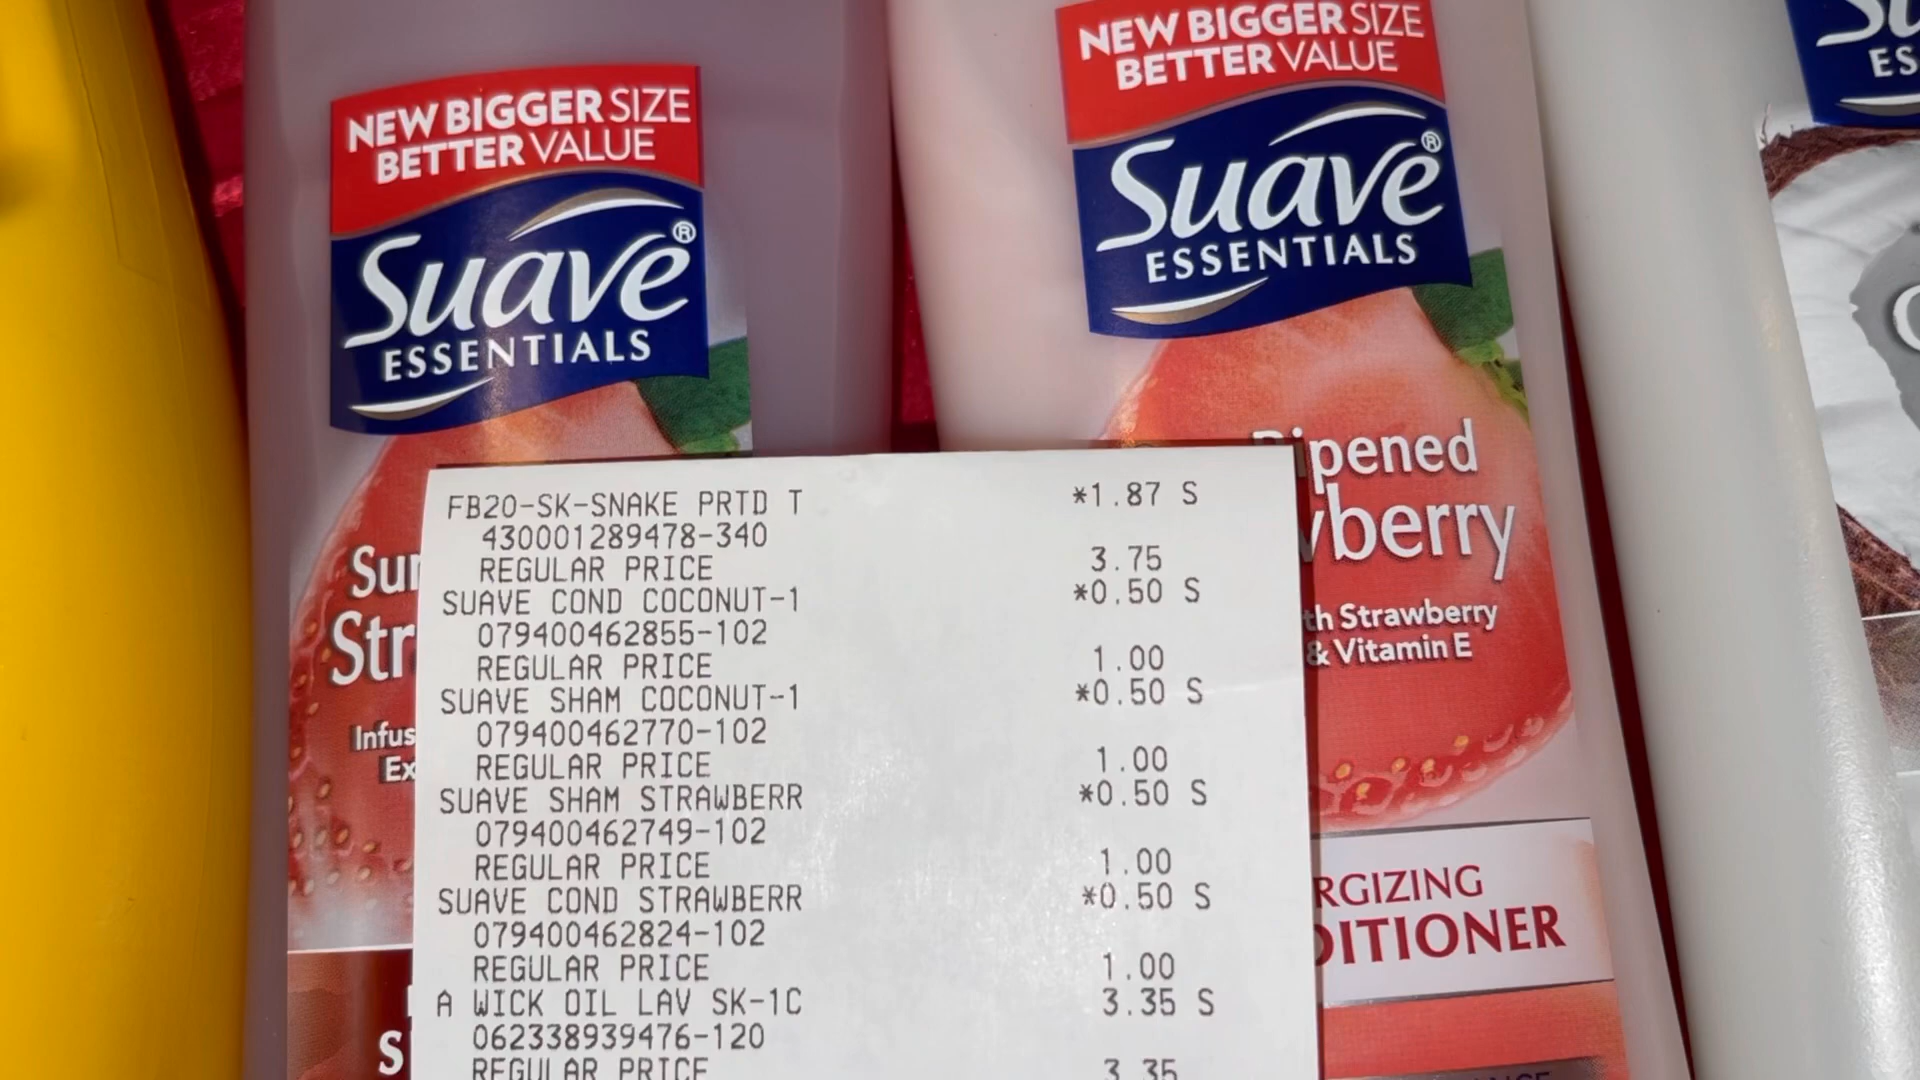 NEW BIGGER SIZE
BETTER VALUE
Suave®
ESSENTIALS
Infus
NEW BIGGER SIZE
BETTER VALUE
Suave®
ESSENTIALS
Ripened
berry
th Strawberry
& Vitamin E
RGIZING
DITIONER
FB20-SK-SNAKE PRTD T *1.87 S
430001289478-340
REGULAR PRICE 3.75
SUAVE COND COCONUT-1 *0.50 S
079400462855-102
REGULAR PRICE 1.00
SUAVE SHAM COCONUT-1 *0.50 S
079400462770-102
REGULAR PRICE 1.00
SUAVE SHAM STRAWBERR *0.50 S
079400462749-102
REGULAR PRICE 1.00
SUAVE COND STRAWBERR *0.50 S
079400462824-102
REGULAR PRICE 1.00
A WICK OIL LAV SK-1C 3.35 S
062338939476-120
REGULAR PRICE 3.35